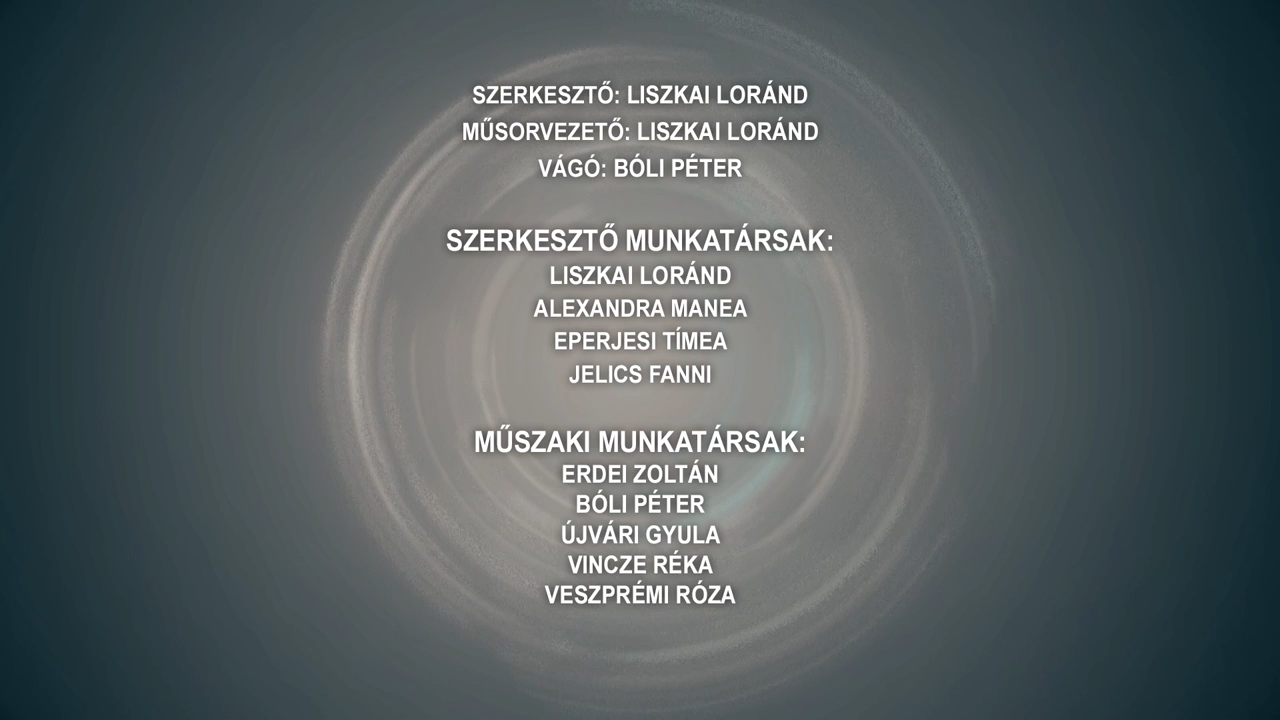 SZERKESZTŐ: LISZKAI LORÁND
MŰSORVEZETŐ: LISZKAI LORÁND
VÁGÓ: BÓLI PÉTER
SZERKESZTŐ MUNKATÁRSAK:
LISZKAI LORÁND
ALEXANDRA MANEA
EPERJESI TÍMEA
JELICS FANNI
MŰSZAKI MUNKATÁRSAK:
ERDEI ZOLTÁN
BÓLI PÉTER
ÚJVÁRI GYULA
VINCZE RÉKA
VESZPRÉMI RÓZA